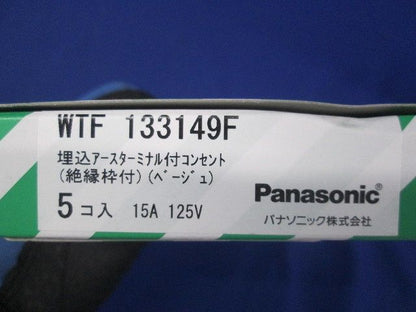 WTF 133149F
埋込アースターミナル付コンセント
(絶縁枠付)(ベージュ)
5コ入 15A 125V
Panasonic®
パナソニック株式会社